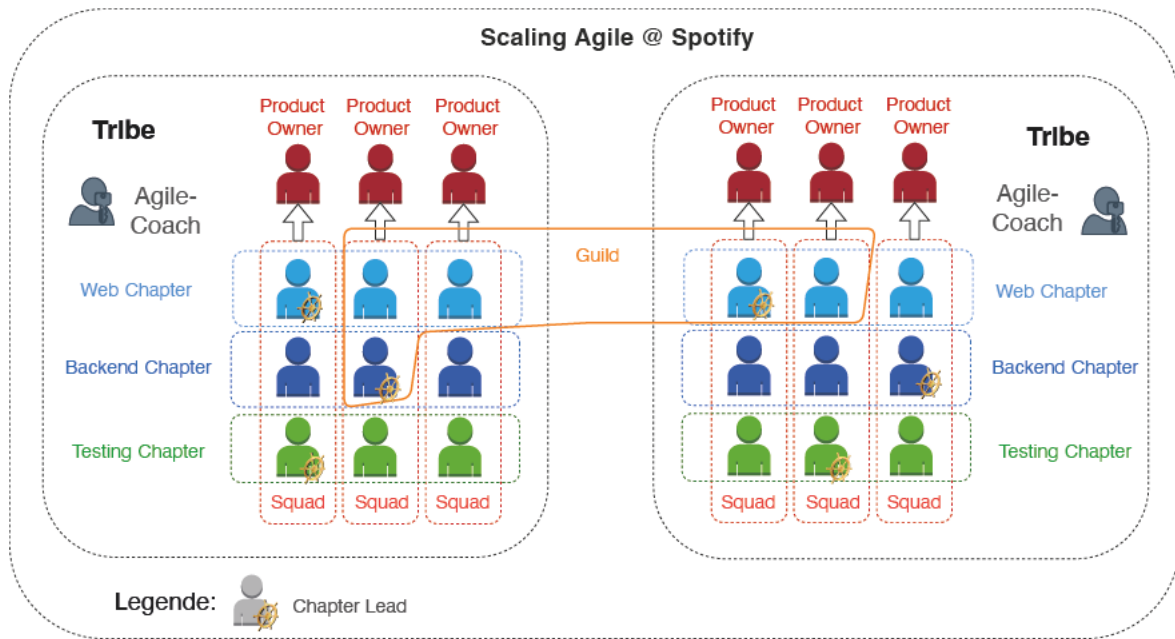 Scaling Agile @ Spotify
Product
Owner
Product
Owner
Product
Owner
TrIbe
Agile-
Coach
Web Chapter
Backend Chapter
Testing Chapter
Squad
Squad
Squad
Guild
Product
Owner
Product
Owner
Product
Owner
TrIbe
Agile-
Coach
Web Chapter
Backend Chapter
Testing Chapter
Squad
Squad
Squad
Legende:
Chapter Lead